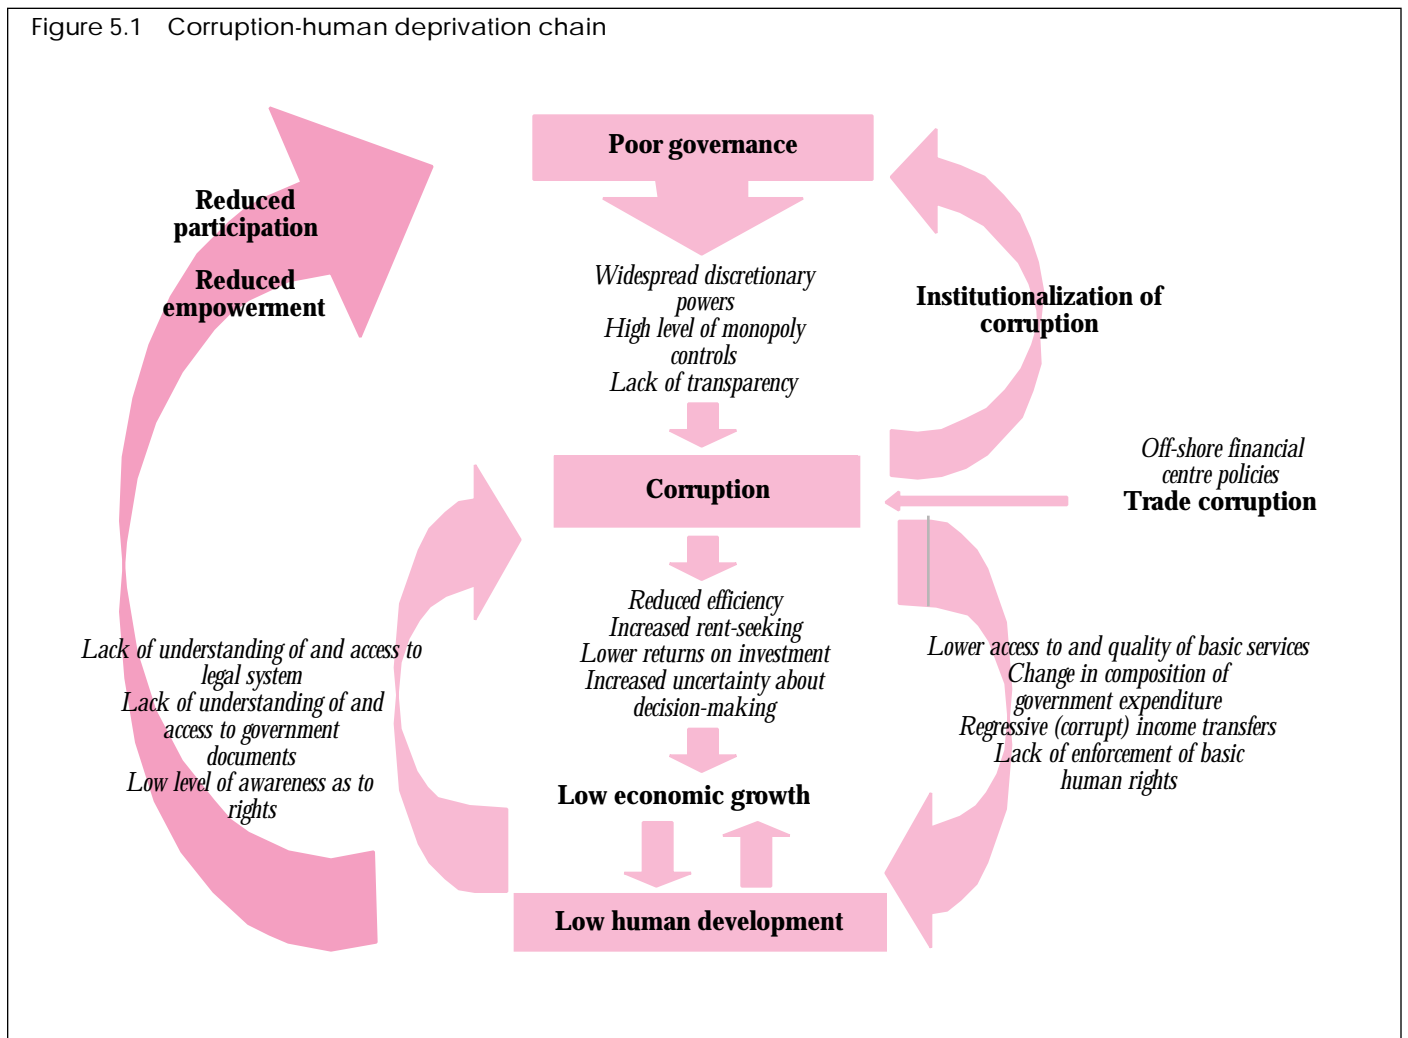 Figure 5.1 Corruption-human deprivation chain
Poor governance
Reduced
participation
Reduced
empowerment
Widespread discretionary
powers
High level of monopoly
controls
Lack of transparency
Institutionalization of
corruption
Off-shore financial
centre policies
Trade corruption
Corruption
Reduced efficiency
Increased rent-seeking
Lower returns on investment
Increased uncertainty about
decision-making
Lack of understanding of and access to
legal system
Lack of understanding of and
access to government
documents
Low level of awareness as to
rights
Lower access to and quality of basic services
Change in composition of
government expenditure
Regressive (corrupt) income transfers
Lack of enforcement of basic
human rights
Low economic growth
Low human development